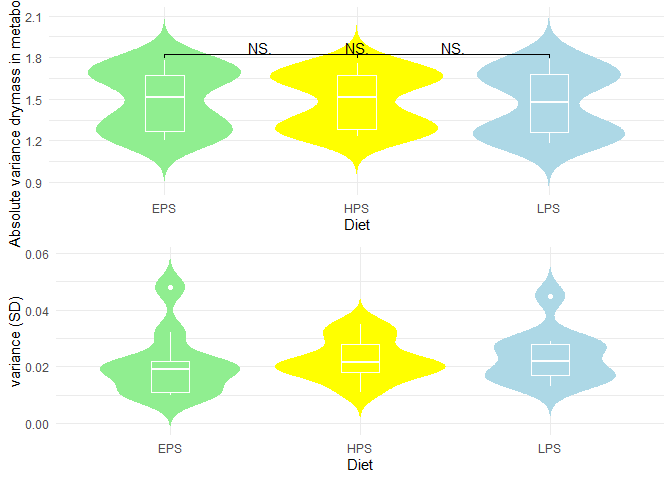 Absolute variance drymass in metabo
2.1
1.8
1.5
1.2
0.9
NS. NS. NS.
EPS HPS LPS
Diet
variance (SD)
0.06
0.04
0.02
0.00
EPS HPS LPS
Diet